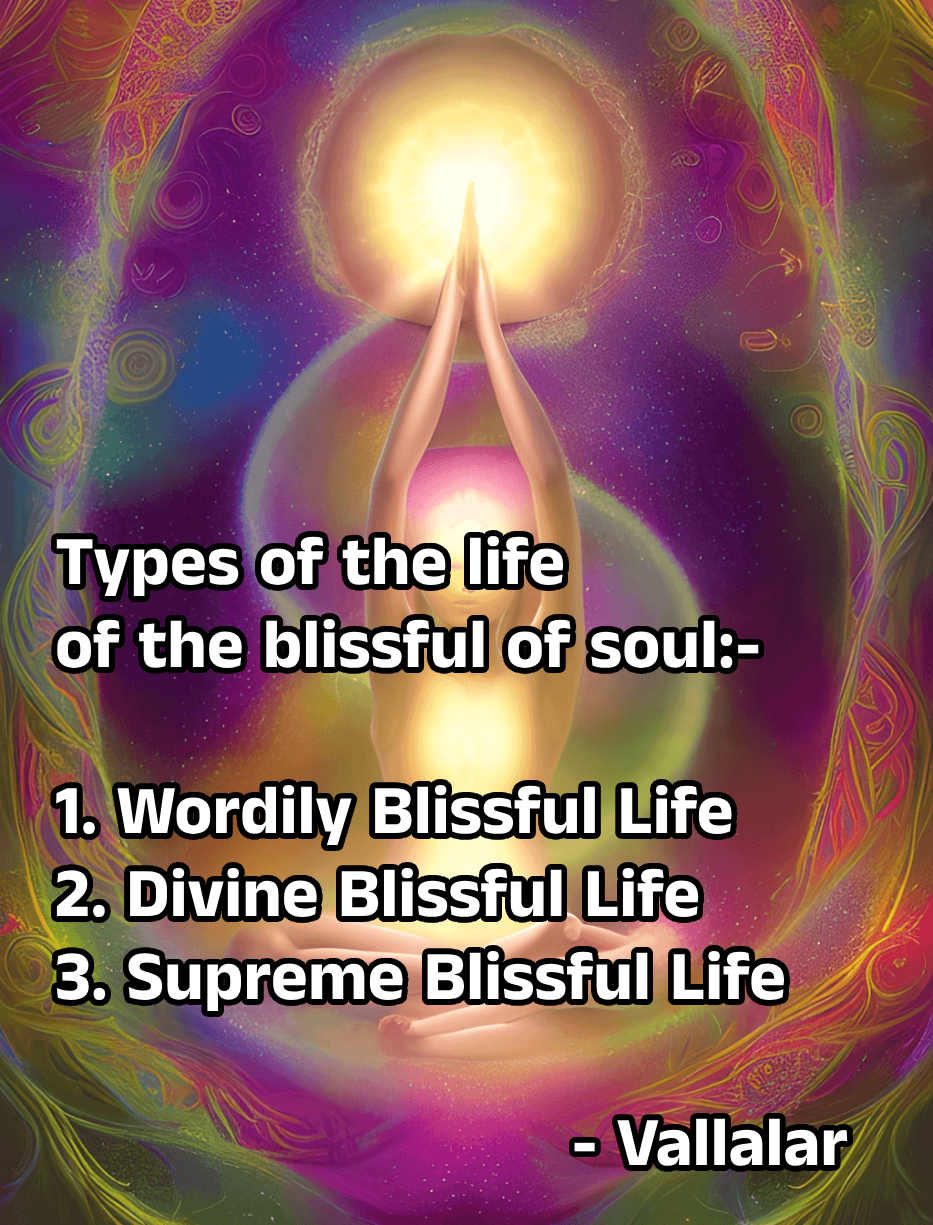 Types of the life
of the blissful of soul:-
1. Wordily Blissful Life
2. Divine Blissful Life
3. Supreme Blissful Life
- Vallalar